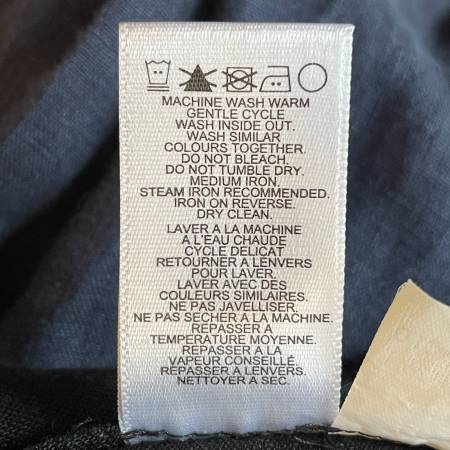 MACHINE WASH WARM
GENTLE CYCLE
WASH INSIDE OUT.
WASH SIMILAR
COLOURS TOGETHER.
DO NOT BLEACH.
DO NOT TUMBLE DRY.
MEDIUM IRON.
STEAM IRON RECOMMENDED.
IRON ON REVERSE.
DRY CLEAN.
LAVER A LA MACHINE
A L'EAU CHAUDE
CYCLE DELICAT
RETOURNER A LENVERS
POUR LAVER.
LAVER AVEC DES
COULEURS SIMILAIRES.
NE PAS JAVELLISER.
NE PAS SECHER A LA MACHINE.
REPASSER A
TEMPERATURE MOYENNE.
REPASSER A LA
VAPEUR CONSEILLÉ.
REPASSER A LENVERS.
NETTOYER A SEC.